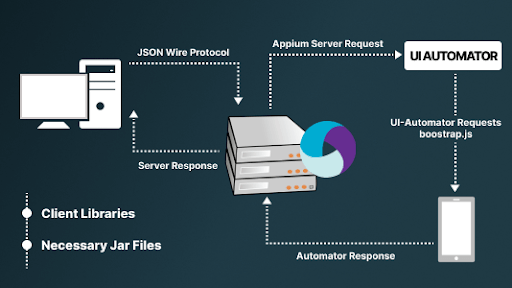 JSON Wire Protocol
Appium Server Request
UI AUTOMATOR
UI-Automator Requests
boostrap.js
Server Response
Client Libraries
Necessary Jar Files
Automator Response